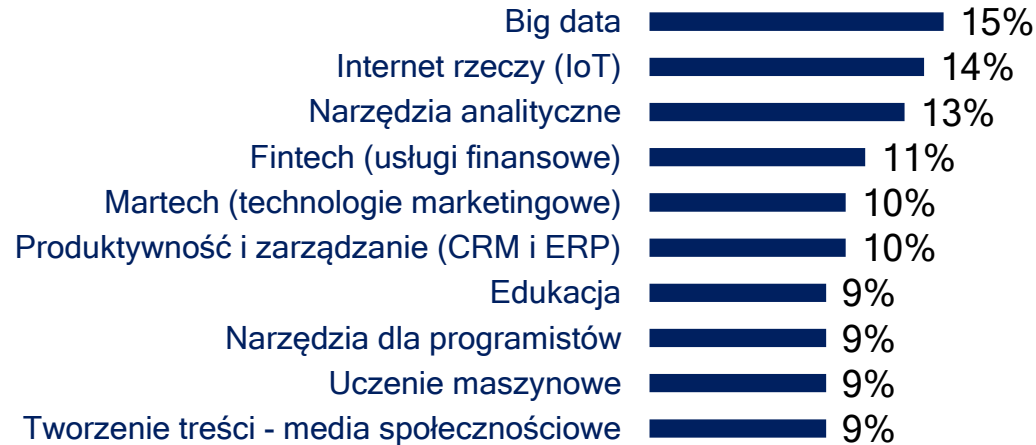 Big data 15%
Internet rzeczy (IoT) 14%
Narzędzia analityczne 13%
Fintech (usługi finansowe) 11%
Martech (technologie marketingowe) 10%
Produktywność i zarządzanie (CRM i ERP) 10%
Edukacja 9%
Narzędzia dla programistów 9%
Uczenie maszynowe 9%
Tworzenie treści - media społecznościowe 9%